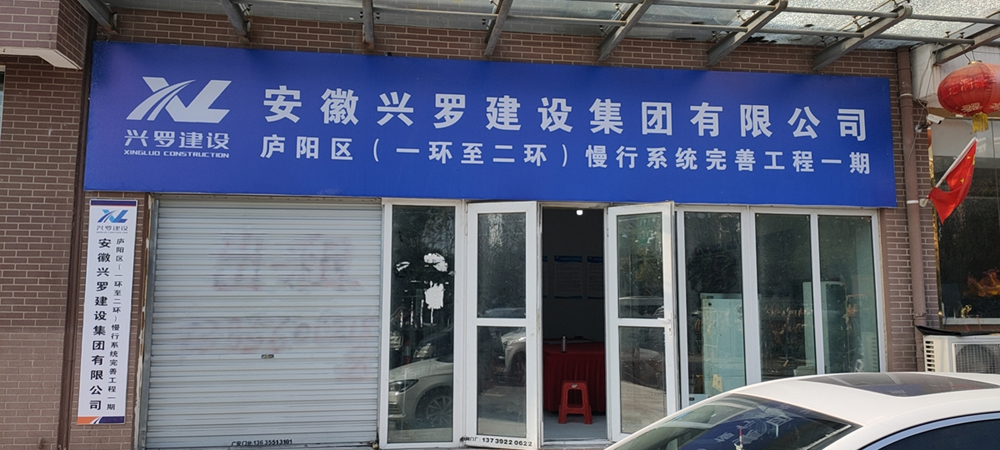 安徽兴罗建设集团有限公司
兴罗建设
XINGLUO CONSTRUCTION
庐阳区（一环至二环）慢行系统完善工程一期
兴罗建设
庐阳区（一环至二环）慢行系统完善工程一期
安徽兴罗建设集团有限公司
13739220622